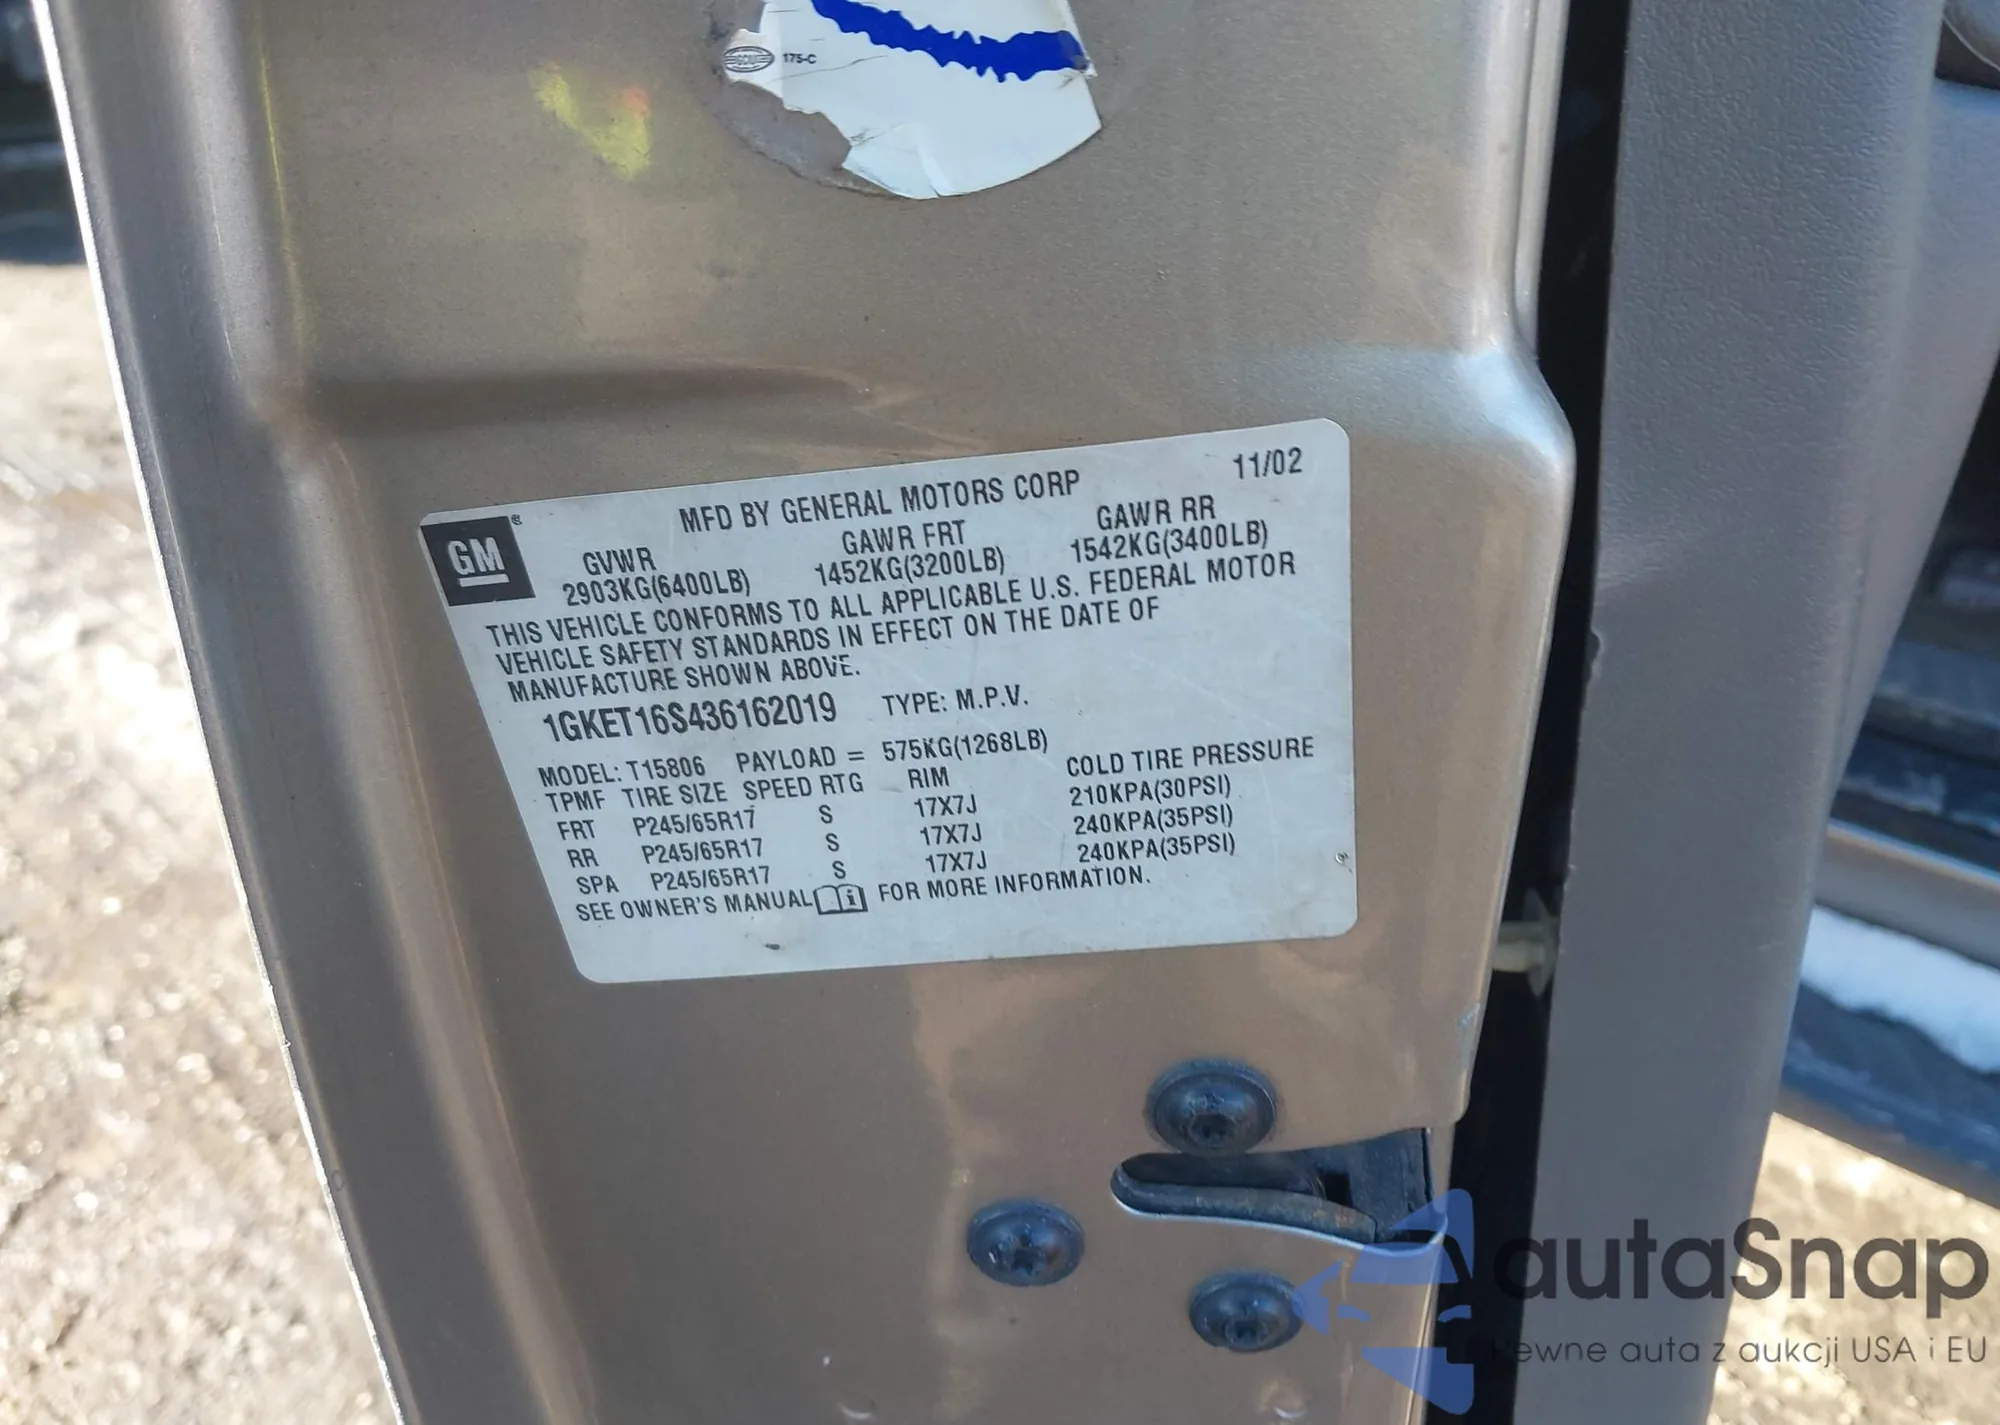 GCIU 175-C
MFD BY GENERAL MOTORS CORP 11/02
GM
GVWR GAWR FRT GAWR RR
2903KG(6400LB) 1452KG(3200LB) 1542KG(3400LB)
THIS VEHICLE CONFORMS TO ALL APPLICABLE U.S. FEDERAL MOTOR
VEHICLE SAFETY STANDARDS IN EFFECT ON THE DATE OF
MANUFACTURE SHOWN ABOVE.
1GKET16S436162019 TYPE: M.P.V.
MODEL: T15806 PAYLOAD = 575KG(1268LB)
TPMF TIRE SIZE SPEED RTG RIM COLD TIRE PRESSURE
FRT P245/65R17 S 17X7J 210KPA(30PSI)
RR P245/65R17 S 17X7J 240KPA(35PSI)
SPA P245/65R17 S 17X7J 240KPA(35PSI)
SEE OWNER'S MANUAL FOR MORE INFORMATION.
autaSnap
Pewne auta z aukcji USA i EU